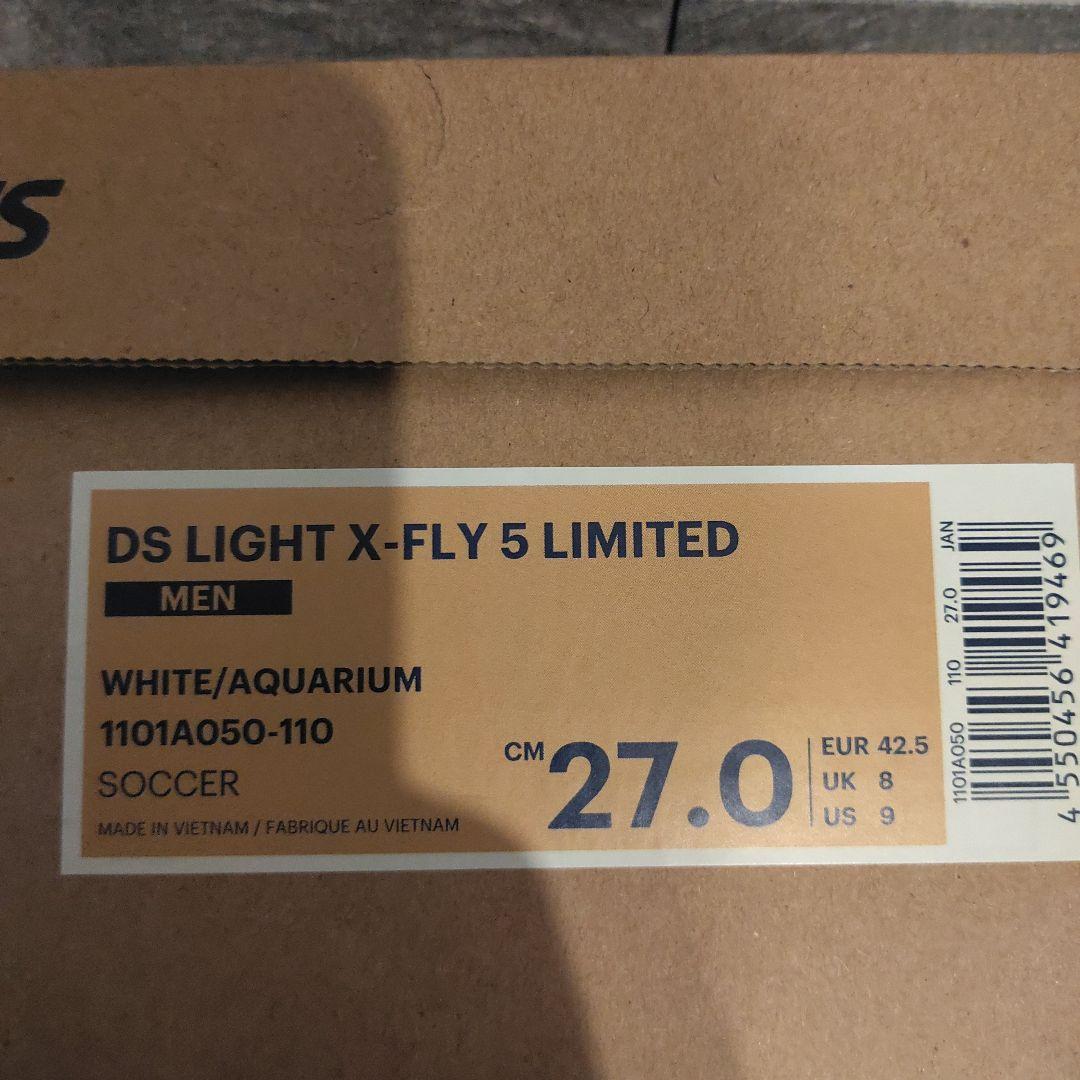 DS LIGHT X-FLY 5 LIMITED
MEN
WHITE/AQUARIUM
1101A050-110
SOCCER
MADE IN VIETNAM / FABRIQUE AU VIETNAM
CM 27.0
EUR 42.5
UK 8
US 9
1101A050 110 27.0 JAN
4 550456 419469